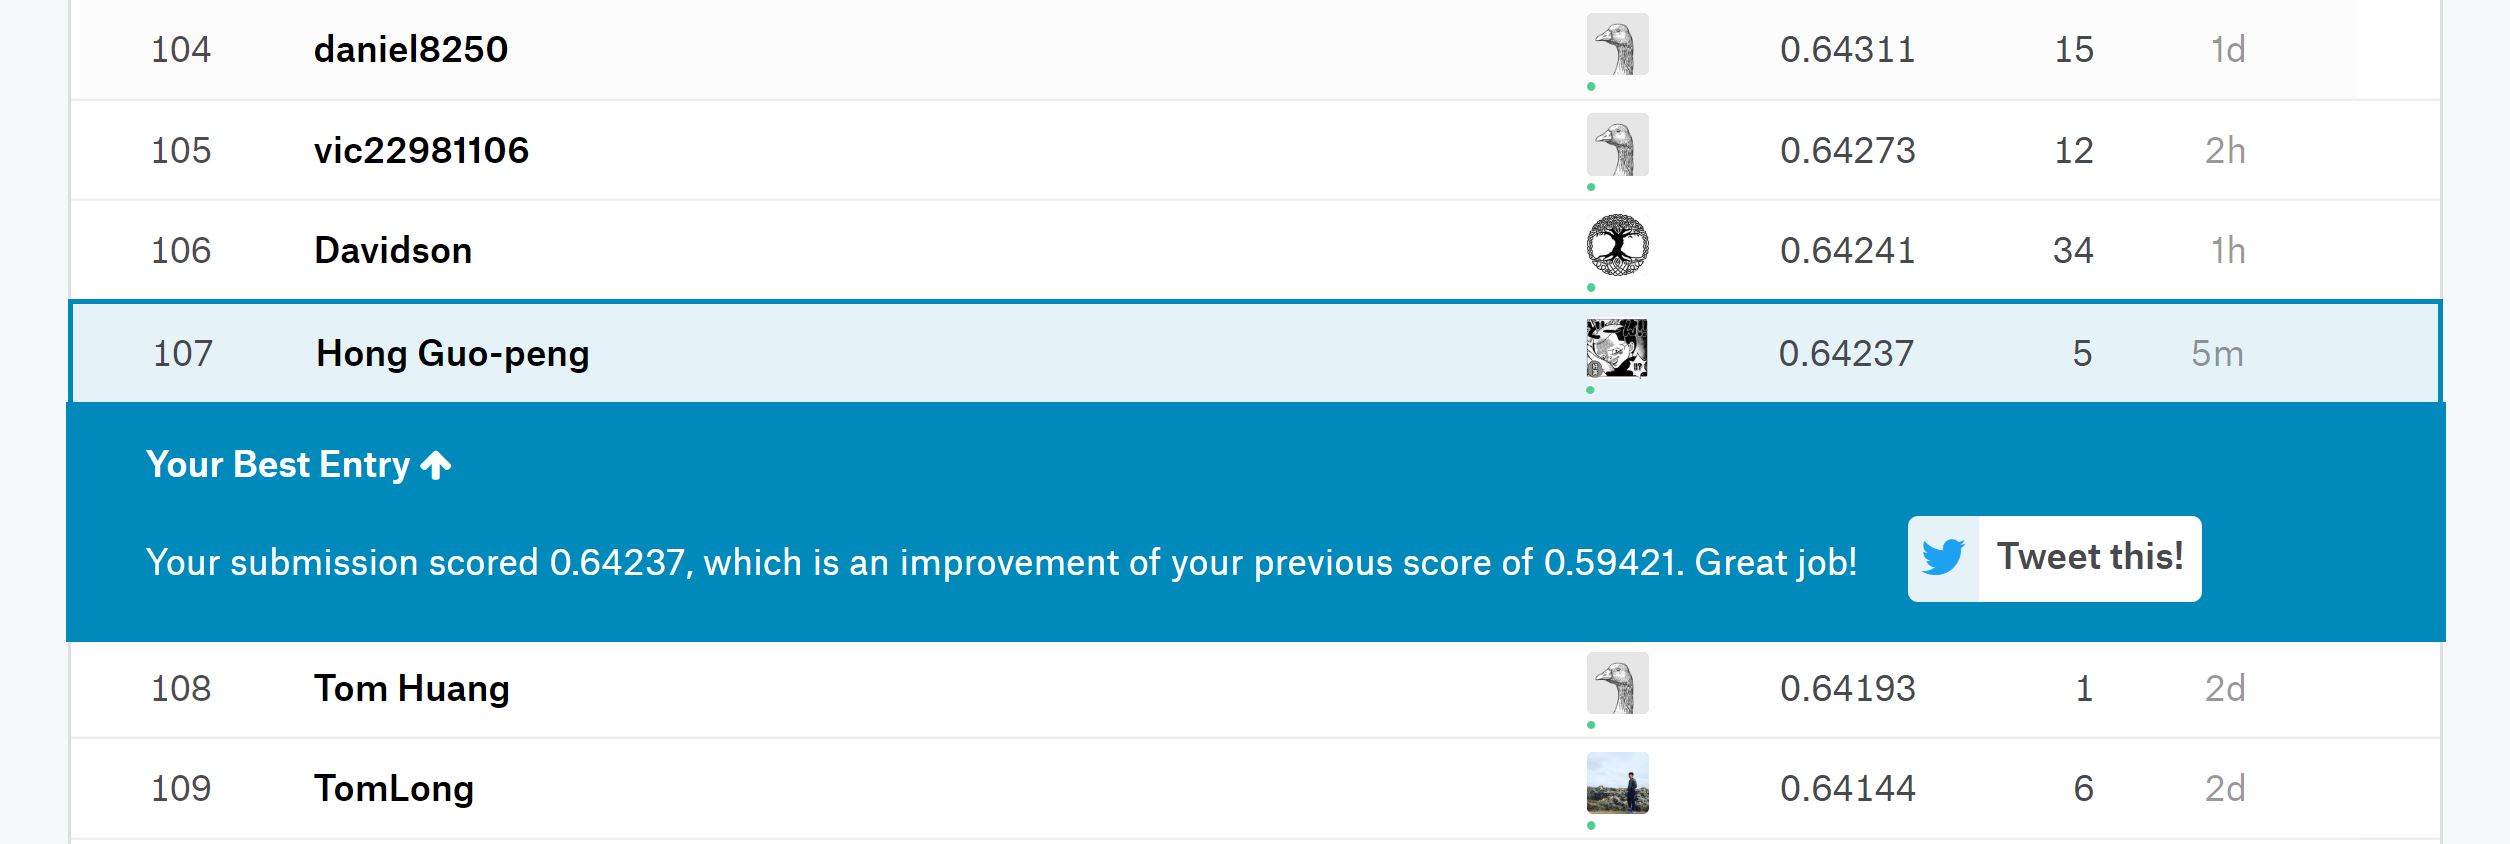 104 daniel8250 0.64311 15 1d
105 vic22981106 0.64273 12 2h
106 Davidson 0.64241 34 1h
107 Hong Guo-peng 0.64237 5 5m
Your Best Entry
Your submission scored 0.64237, which is an improvement of your previous score of 0.59421. Great job! Tweet this!
108 Tom Huang 0.64193 1 2d
109 TomLong 0.64144 6 2d